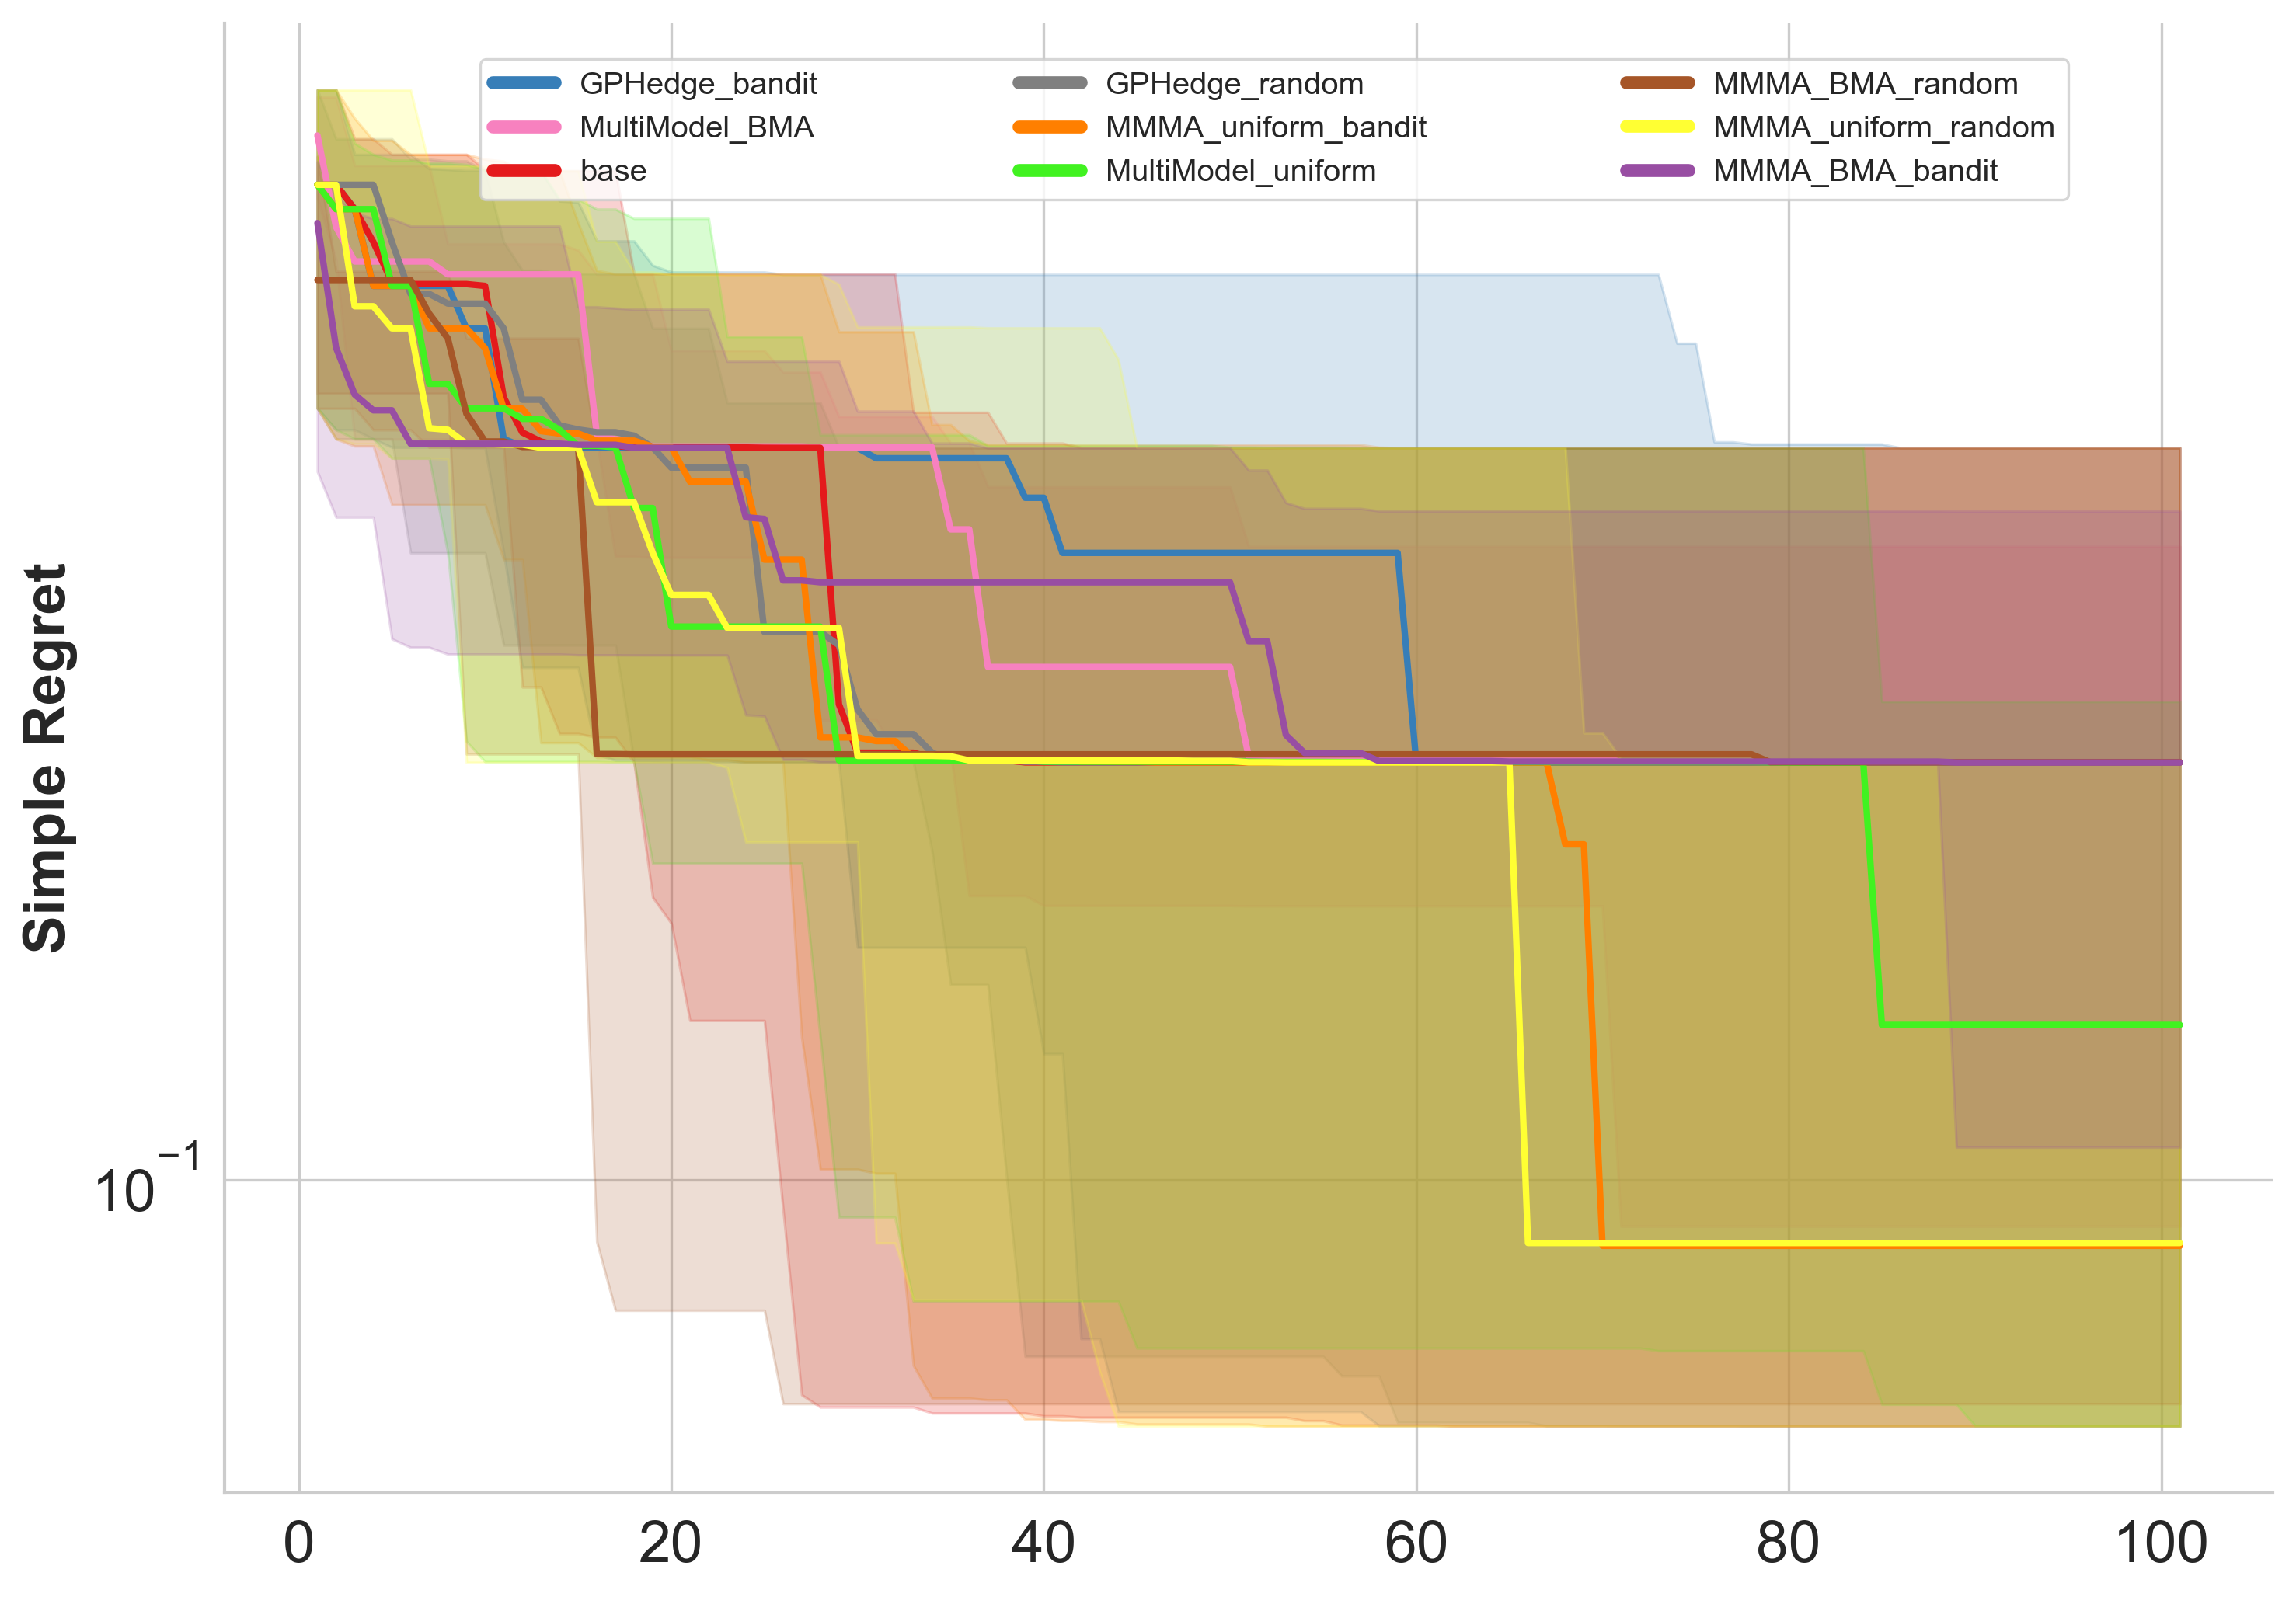 GPHedge_bandit
MultiModel_BMA
base
GPHedge_random
MMMA_uniform_bandit
MultiModel_uniform
MMMA_BMA_random
MMMA_uniform_random
MMMA_BMA_bandit
Simple Regret
10⁻¹
0 20 40 60 80 100